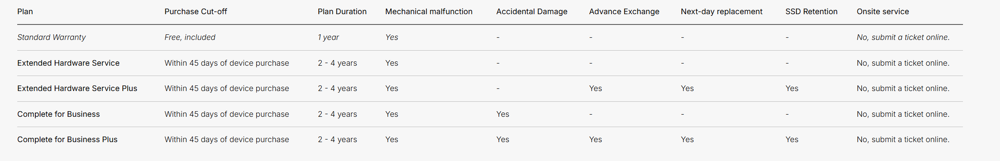 Plan Purchase Cut-off Plan Duration Mechanical malfunction Accidental Damage Advance Exchange Next-day replacement SSD Retention Onsite service
Standard Warranty Free, included 1 year Yes - - - - No, submit a ticket online.
Extended Hardware Service Within 45 days of device purchase 2 - 4 years Yes - - - - No, submit a ticket online.
Extended Hardware Service Plus Within 45 days of device purchase 2 - 4 years Yes - Yes Yes Yes No, submit a ticket online.
Complete for Business Within 45 days of device purchase 2 - 4 years Yes Yes - - - No, submit a ticket online.
Complete for Business Plus Within 45 days of device purchase 2 - 4 years Yes Yes Yes Yes Yes No, submit a ticket online.